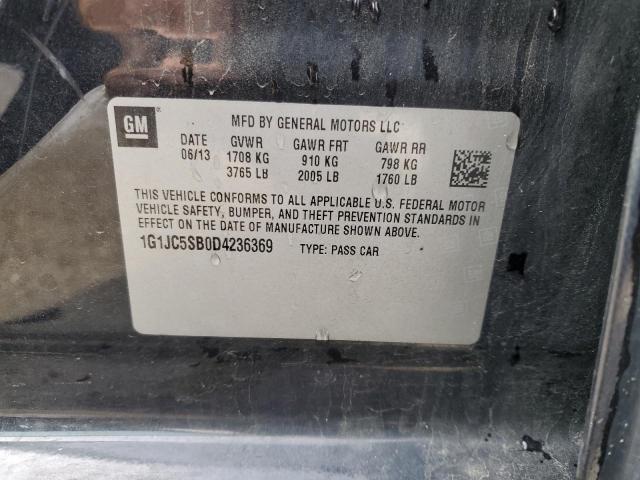 GM
MFD BY GENERAL MOTORS LLC
DATE GVWR GAWR FRT GAWR RR
06/13 1708 KG 910 KG 798 KG
3765 LB 2005 LB 1760 LB
THIS VEHICLE CONFORMS TO ALL APPLICABLE U.S. FEDERAL MOTOR
VEHICLE SAFETY, BUMPER, AND THEFT PREVENTION STANDARDS IN
EFFECT ON THE DATE OF MANUFACTURE SHOWN ABOVE.
1G1JC5SB0D4236369 TYPE: PASS CAR